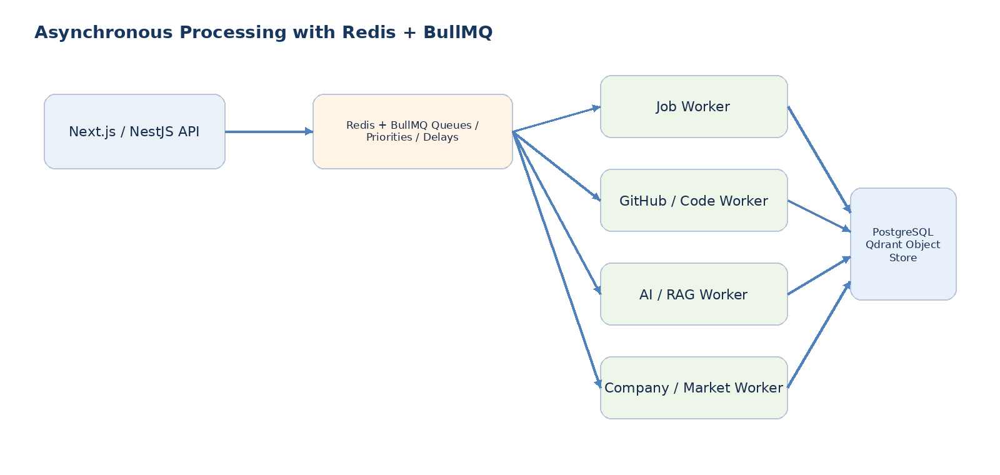 Asynchronous Processing with Redis + BullMQ
Next.js / NestJS API
Redis + BullMQ Queues /
Priorities / Delays
Job Worker
GitHub / Code Worker
AI / RAG Worker
Company / Market Worker
PostgreSQL
Qdrant Object
Store